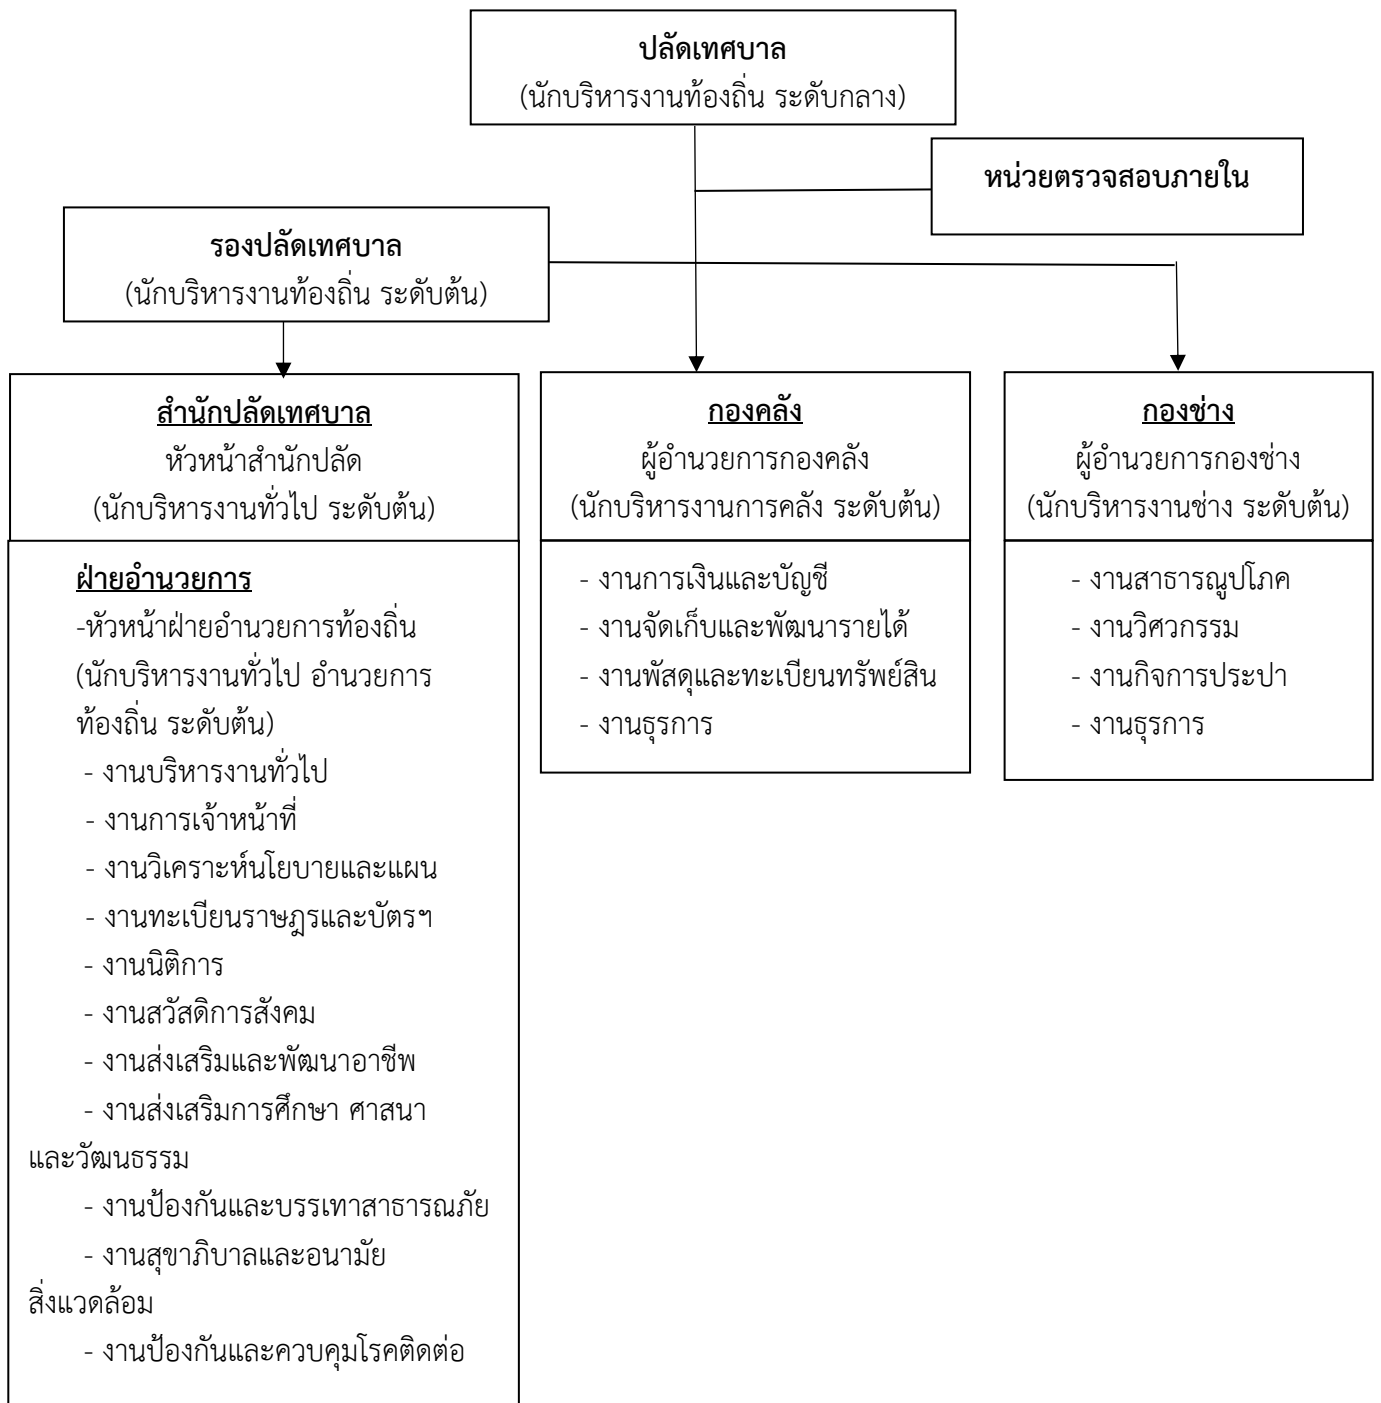 ปลัดเทศบาล
(นักบริหารงานท้องถิ่น ระดับกลาง)
หน่วยตรวจสอบภายใน
รองปลัดเทศบาล
(นักบริหารงานท้องถิ่น ระดับต้น)
สำนักปลัดเทศบาล
หัวหน้าสำนักปลัด
(นักบริหารงานทั่วไป ระดับต้น)
ฝ่ายอำนวยการ
-หัวหน้าฝ่ายอำนวยการท้องถิ่น
(นักบริหารงานทั่วไป อำนวยการ
ท้องถิ่น ระดับต้น)
- งานบริหารงานทั่วไป
- งานการเจ้าหน้าที่
- งานวิเคราะห์นโยบายและแผน
- งานทะเบียนราษฎรและบัตรฯ
- งานนิติการ
- งานสวัสดิการสังคม
- งานส่งเสริมและพัฒนาอาชีพ
- งานส่งเสริมการศึกษา ศาสนา
และวัฒนธรรม
- งานป้องกันและบรรเทาสาธารณภัย
- งานสุขาภิบาลและอนามัย
สิ่งแวดล้อม
- งานป้องกันและควบคุมโรคติดต่อ
กองคลัง
ผู้อำนวยการกองคลัง
(นักบริหารงานการคลัง ระดับต้น)
- งานการเงินและบัญชี
- งานจัดเก็บและพัฒนารายได้
- งานพัสดุและทะเบียนทรัพย์สิน
- งานธุรการ
กองช่าง
ผู้อำนวยการกองช่าง
(นักบริหารงานช่าง ระดับต้น)
- งานสาธารณูปโภค
- งานวิศวกรรม
- งานกิจการประปา
- งานธุรการ